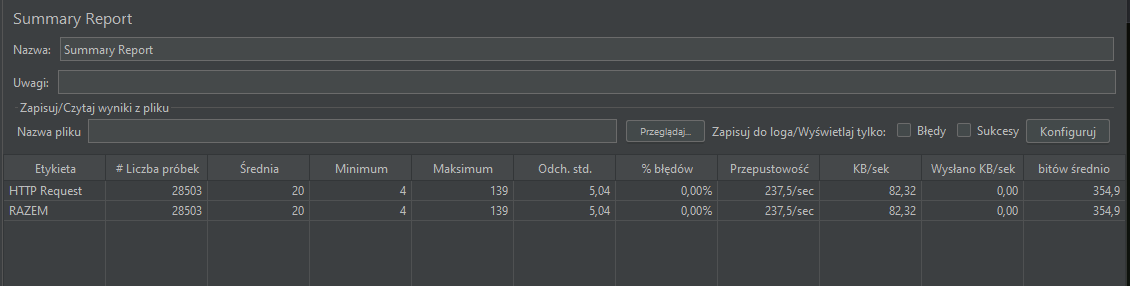 Summary Report
Nazwa: Summary Report
Uwagi:
Zapisuj/Czytaj wyniki z pliku
Nazwa pliku Przeglądaj... Zapisuj do loga/Wyświetlaj tylko: Błędy Sukcesy Konfiguruj
Etykieta # Liczba próbek Średnia Minimum Maksimum Odch. std. % błędów Przepustowość KB/sek Wysłano KB/sek bitów średnio
HTTP Request 28503 20 4 139 5,04 0,00% 237,5/sec 82,32 0,00 354,9
RAZEM 28503 20 4 139 5,04 0,00% 237,5/sec 82,32 0,00 354,9